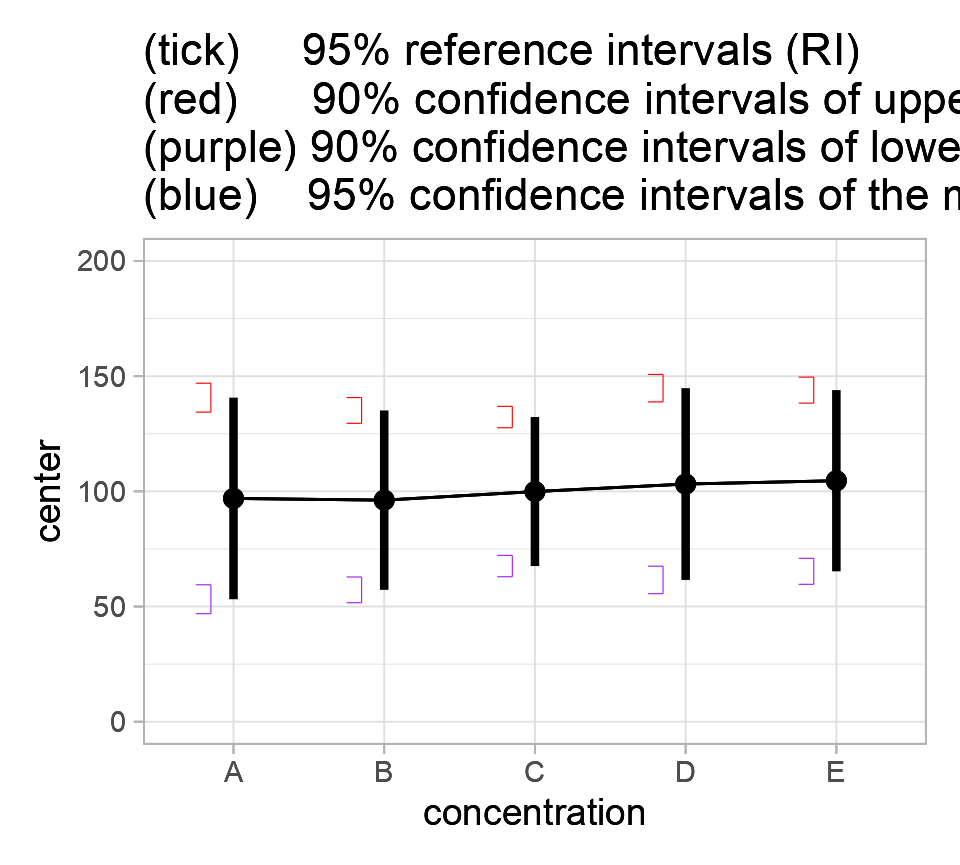 (tick) 95% reference intervals (RI)
(red) 90% confidence intervals of uppe
(purple) 90% confidence intervals of lowe
(blue) 95% confidence intervals of the
200
150
100
50
0
center
A B C D E
concentration